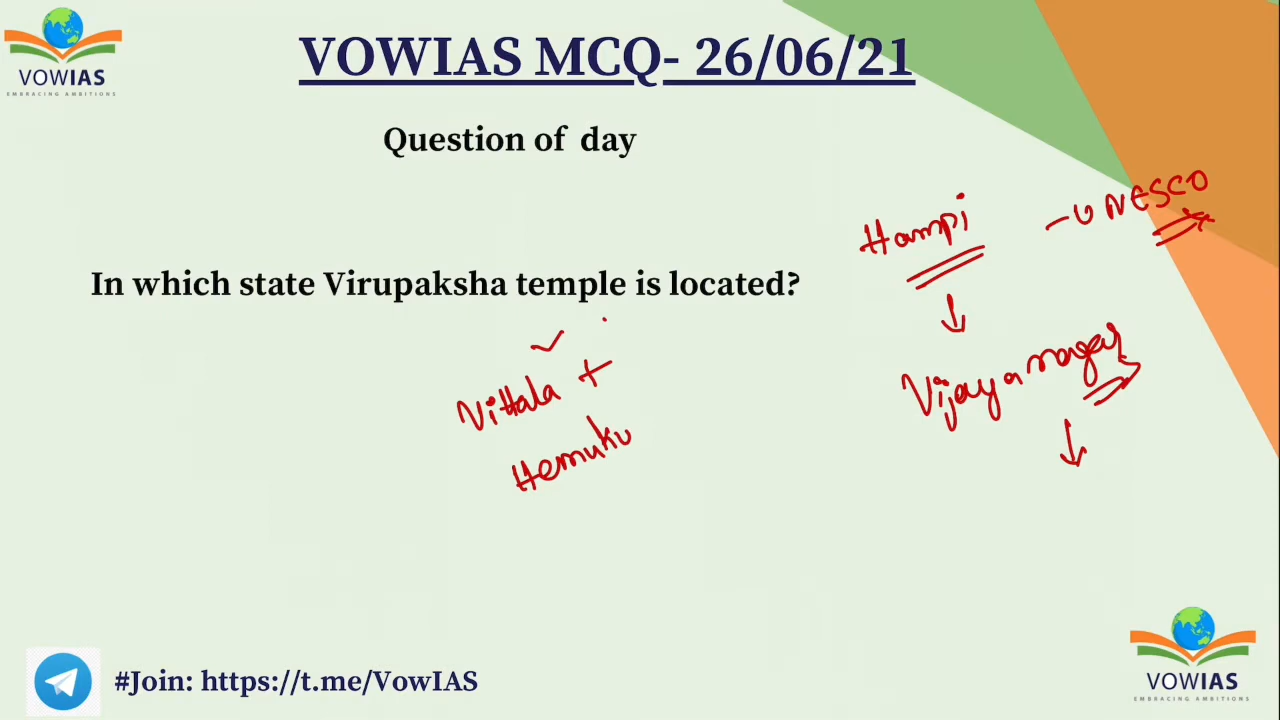 VOWIAS
EMBRACING AMBITIONS
VOWIAS MCQ- 26/06/21
Question of day
Hampi - UNESCO
In which state Virupaksha temple is located?
Vijayanagar
Vittala +
Hemuku
#Join: https://t.me/VowIAS
VOWIAS
EMBRACING AMBITIONS